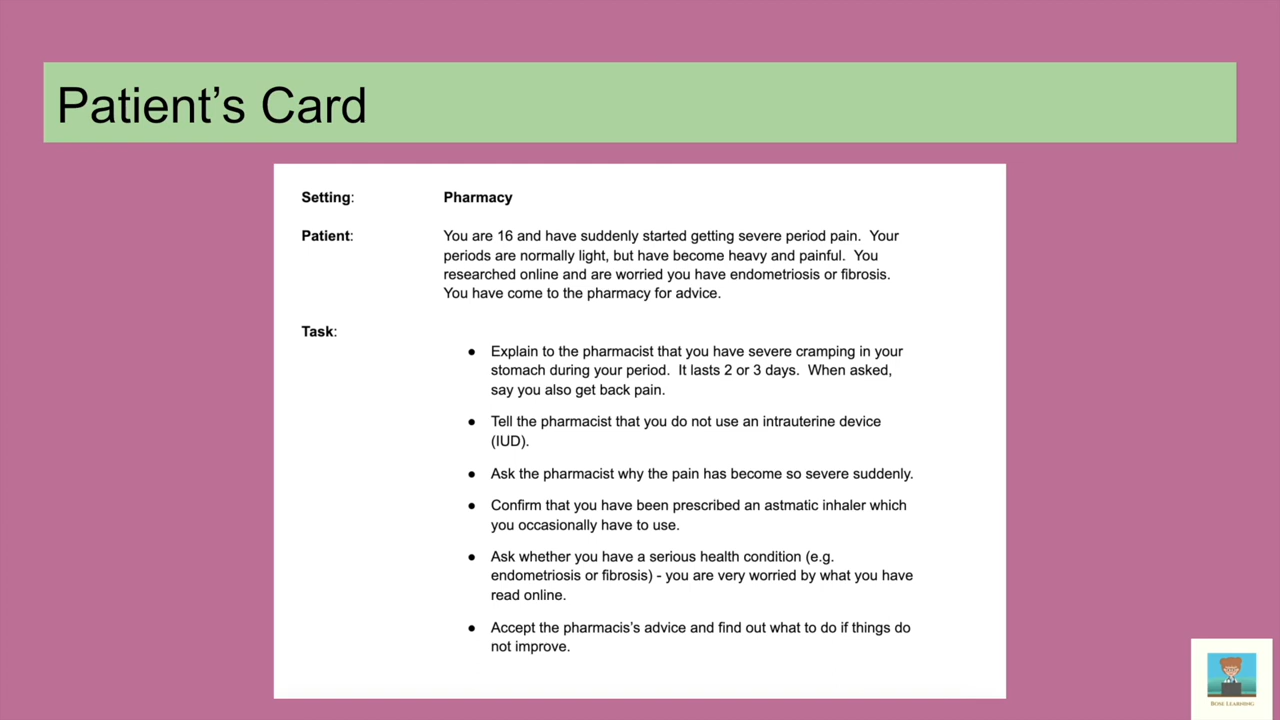 Patient's Card
Setting: Pharmacy
Patient: You are 16 and have suddenly started getting severe period pain. Your
periods are normally light, but have become heavy and painful. You
researched online and are worried you have endometriosis or fibrosis.
You have come to the pharmacy for advice.
Task:
● Explain to the pharmacist that you have severe cramping in your
stomach during your period. It lasts 2 or 3 days. When asked,
say you also get back pain.
● Tell the pharmacist that you do not use an intrauterine device
(IUD).
● Ask the pharmacist why the pain has become so severe suddenly.
● Confirm that you have been prescribed an astmatic inhaler which
you occasionally have to use.
● Ask whether you have a serious health condition (e.g.
endometriosis or fibrosis) - you are very worried by what you have
read online.
● Accept the pharmacis's advice and find out what to do if things do
not improve.
Rose Learning